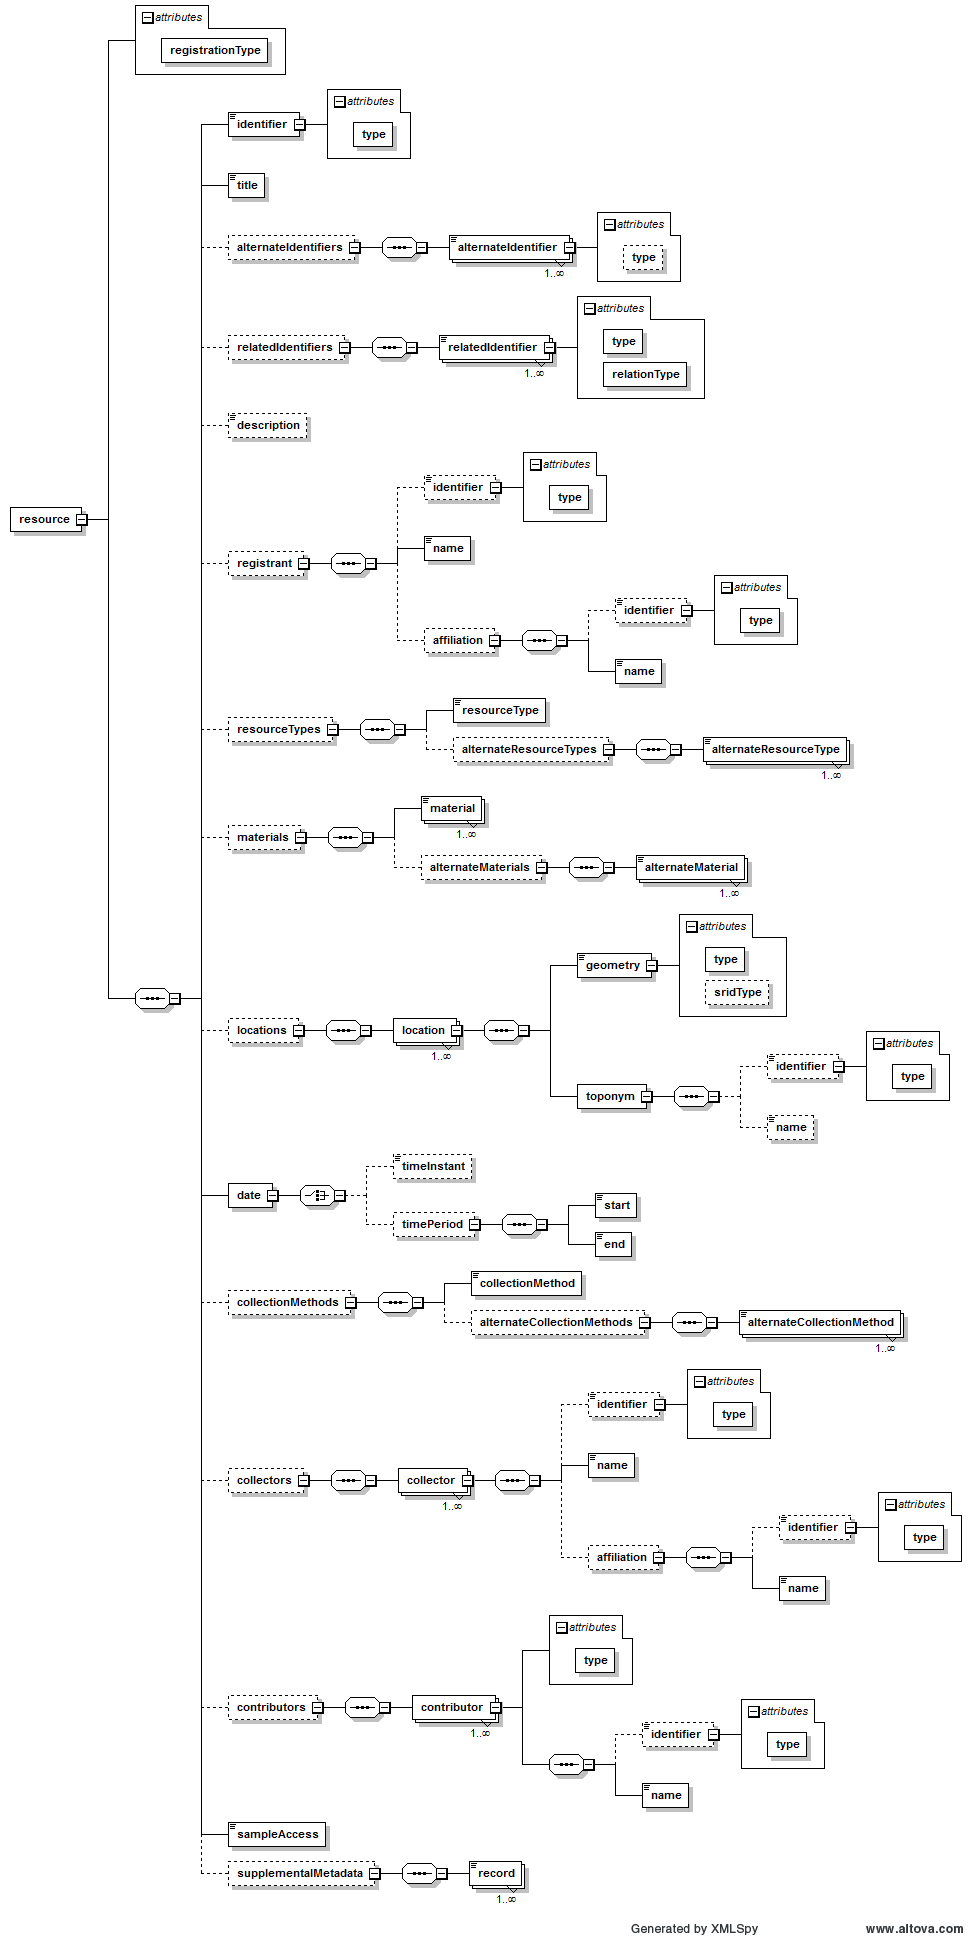 attributes
registrationType
attributes
identifier
type
title
attributes
alternateIdentifiers
alternateIdentifier
type
1..∞
attributes
type
relatedIdentifiers
relatedIdentifier
relationType
1..∞
description
attributes
identifier
type
resource
name
registrant
attributes
identifier
type
affiliation
name
resourceType
resourceTypes
alternateResourceTypes
alternateResourceType
1..∞
material
1..∞
materials
alternateMaterials
alternateMaterial
1..∞
attributes
type
geometry
sridType
locations
location
1..∞
attributes
identifier
type
toponym
name
timeInstant
date
start
timePeriod
end
collectionMethod
collectionMethods
alternateCollectionMethods
alternateCollectionMethod
1..∞
attributes
identifier
type
name
collectors
collector
1..∞
attributes
identifier
type
affiliation
name
attributes
type
contributors
contributor
1..∞
attributes
identifier
type
name
sampleAccess
supplementalMetadata
record
1..∞
Generated by XMLSpy
www.altova.com